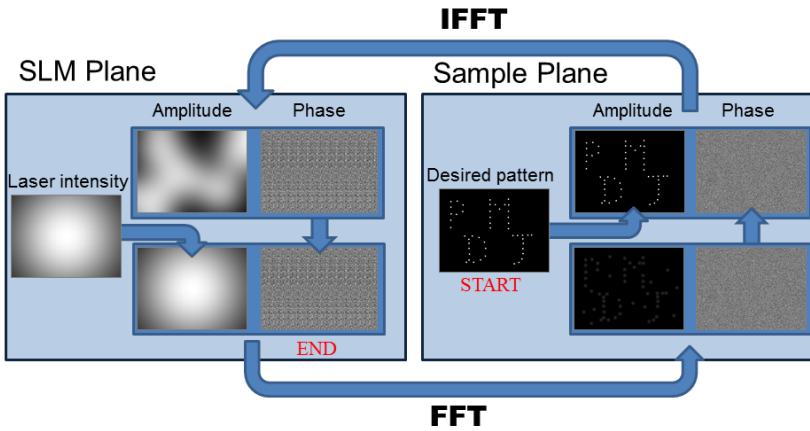 IFFT
SLM Plane
Sample Plane
Amplitude Phase
Amplitude Phase
Laser intensity
Desired pattern
P M
D J
P M
D J
START
END
FFT